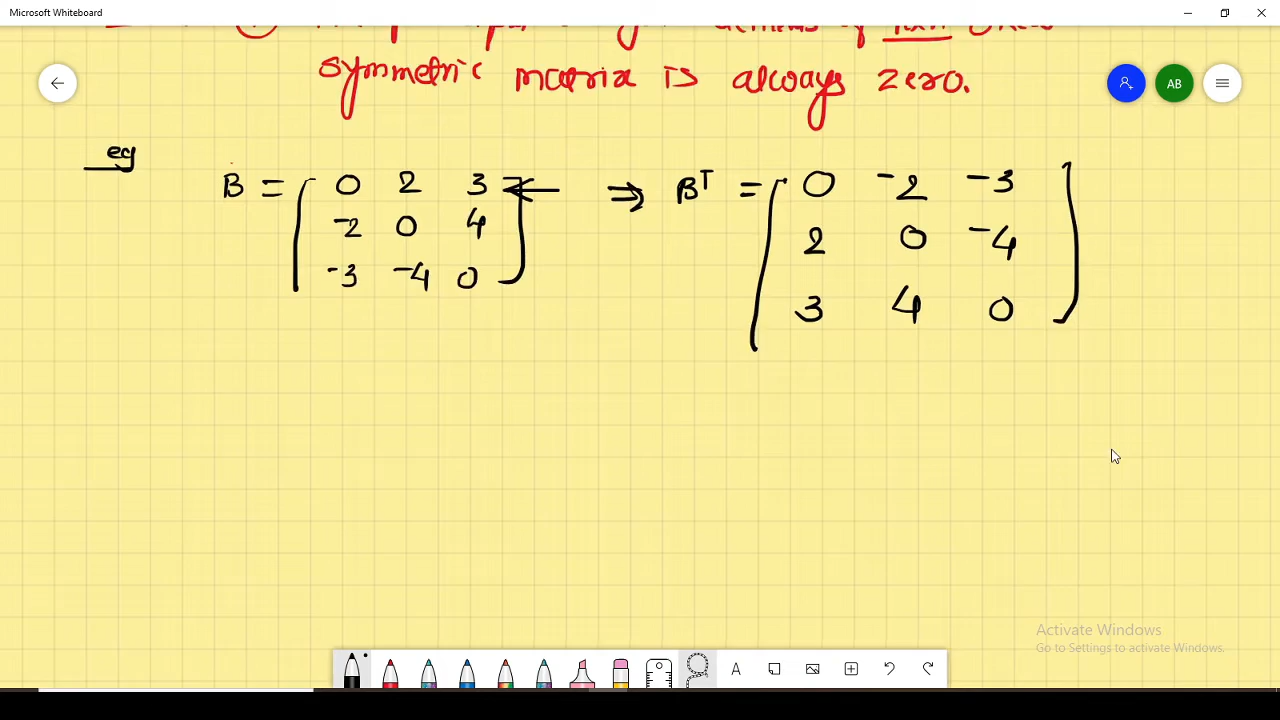 Microsoft Whiteboard
symmetric matrix is always zero.
AB
eg
B = [ 0 2 3 ← ⇒ Bᵀ = [ 0 -2 -3
-2 0 4
2 0 -4
-3 -4 0 ]
3 4 0 ]
Activate Windows
Go to Settings to activate Windows.
A